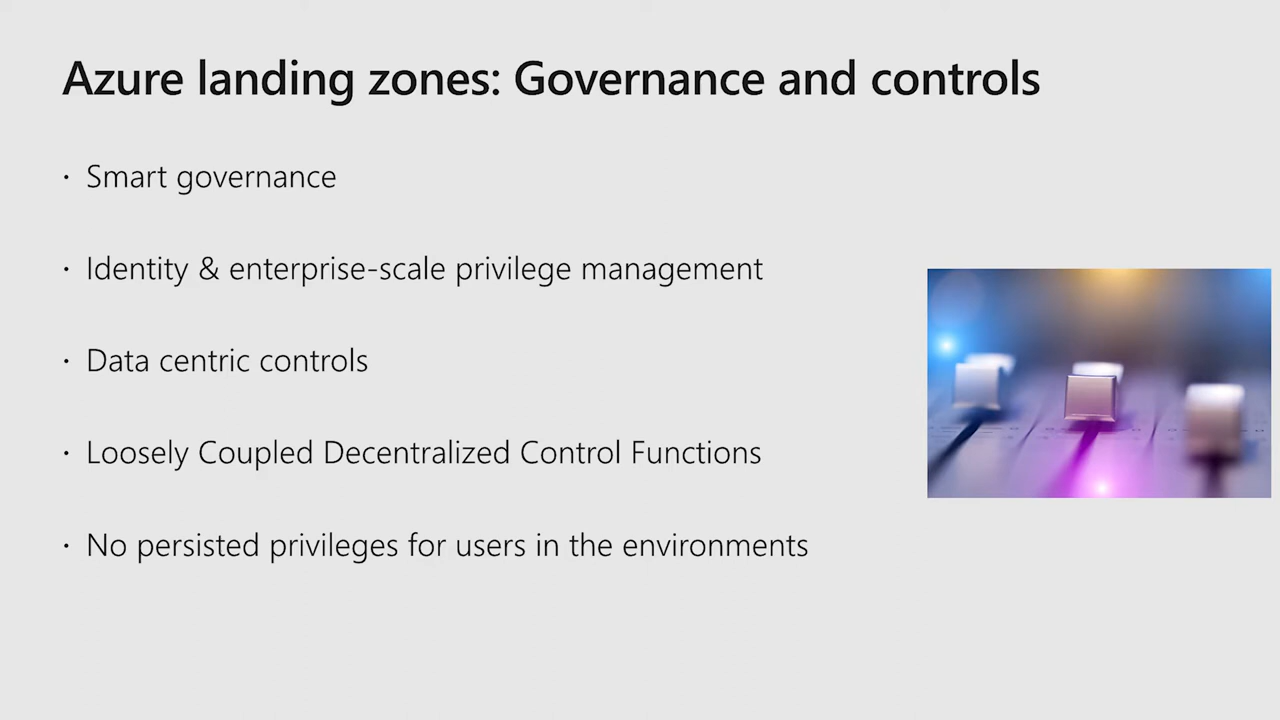 Azure landing zones: Governance and controls
· Smart governance
· Identity & enterprise-scale privilege management
· Data centric controls
· Loosely Coupled Decentralized Control Functions
· No persisted privileges for users in the environments